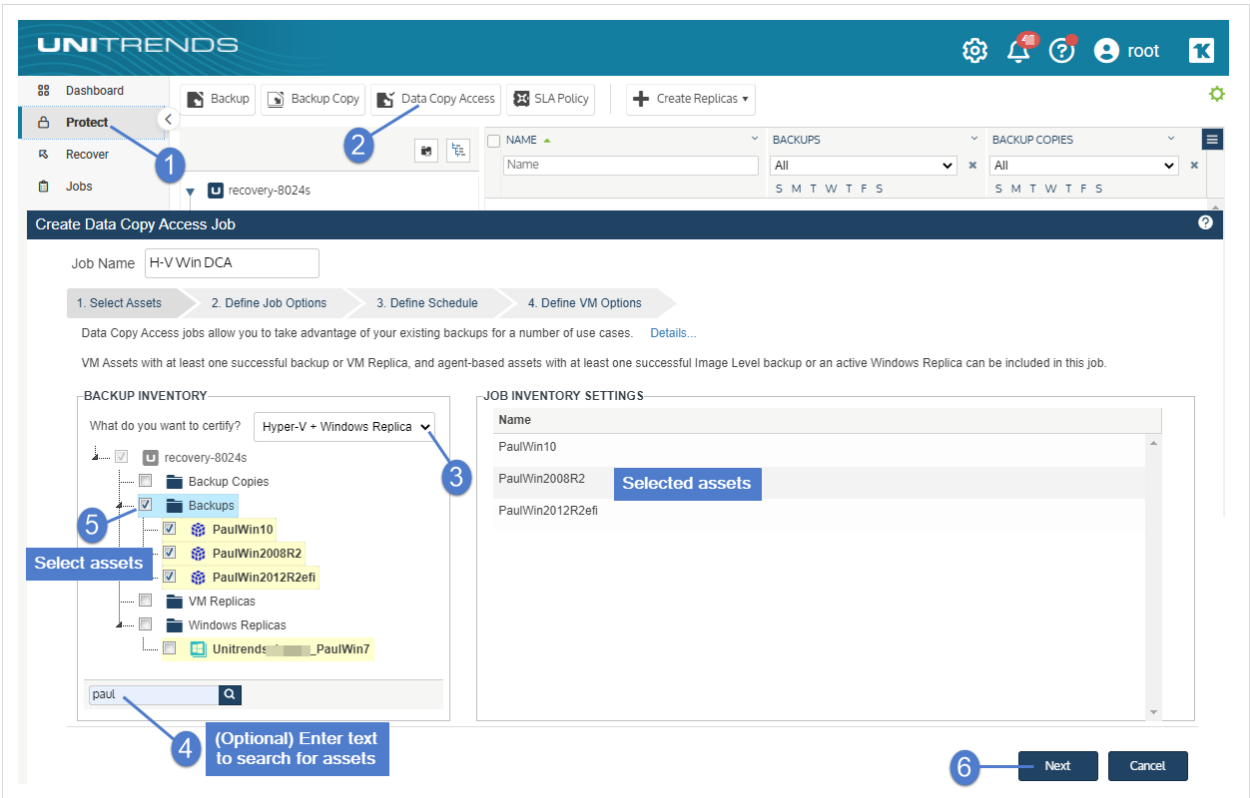 UNITRENDS
root
Dashboard
Protect
Recover
Jobs
Backup
Backup Copy
Data Copy Access
SLA Policy
Create Replicas
1
2
recovery-8024s
NAME
BACKUPS
BACKUP COPIES
Name
All
All
S M T W T F S
S M T W T F S
Create Data Copy Access Job
Job Name
H-V Win DCA
1. Select Assets
2. Define Job Options
3. Define Schedule
4. Define VM Options
Data Copy Access jobs allow you to take advantage of your existing backups for a number of use cases. Details...
VM Assets with at least one successful backup or VM Replica, and agent-based assets with at least one successful Image Level backup or an active Windows Replica can be included in this job.
BACKUP INVENTORY
What do you want to certify?
Hyper-V + Windows Replica
3
recovery-8024s
Backup Copies
Backups
5
PaulWin10
PaulWin2008R2
Select assets
PaulWin2012R2efi
VM Replicas
Windows Replicas
_PaulWin7
paul
4
(Optional) Enter text
to search for assets
JOB INVENTORY SETTINGS
Name
PaulWin10
PaulWin2008R2
Selected assets
PaulWin2012R2efi
6
Next
Cancel